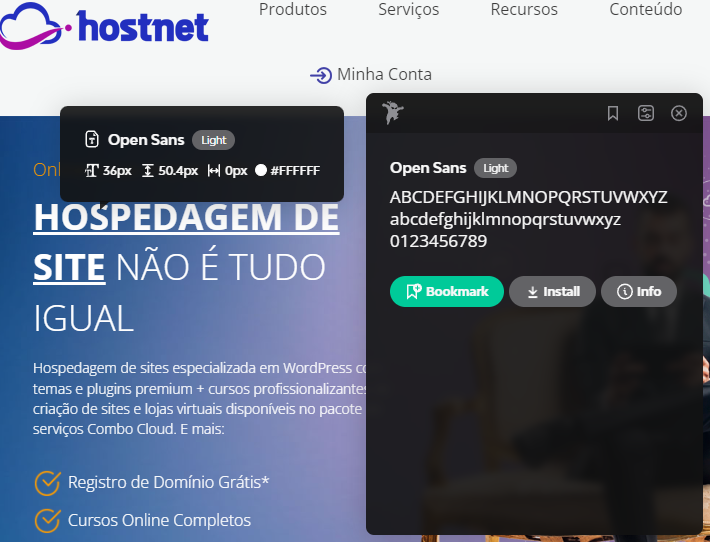 hostnet
Produtos
Serviços
Recursos
Conteúdo
Minha Conta
Open Sans Light
36px 50.4px 0px #FFFFFF
Onl
HOSPEDAGEM DE
SITE NÃO É TUDO
IGUAL
Hospedagem de sites especializada em WordPress co
temas e plugins premium + cursos profissionalizantes
criação de sites e lojas virtuais disponíveis no pacote
serviços Combo Cloud. E mais:
Registro de Domínio Grátis*
Cursos Online Completos
Open Sans Light
ABCDEFGHIJKLMNOPQRSTUVWXYZ
abcdefghijklmnopqrstuvwxyz
0123456789
Bookmark Install Info